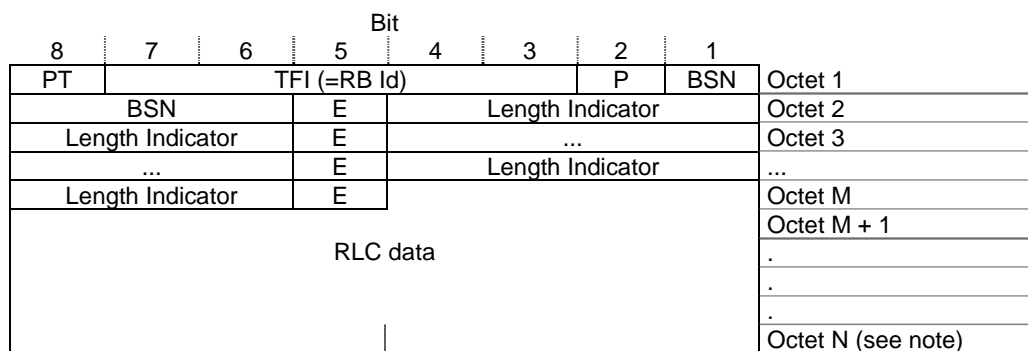 Bit
8 7 6 5 4 3 2 1
PT TFI (=RB Id) P BSN Octet 1
BSN E Length Indicator Octet 2
Length Indicator E ... Octet 3
... E Length Indicator ...
Length Indicator E Octet M
Octet M + 1
RLC data .
.
.
Octet N (see note)